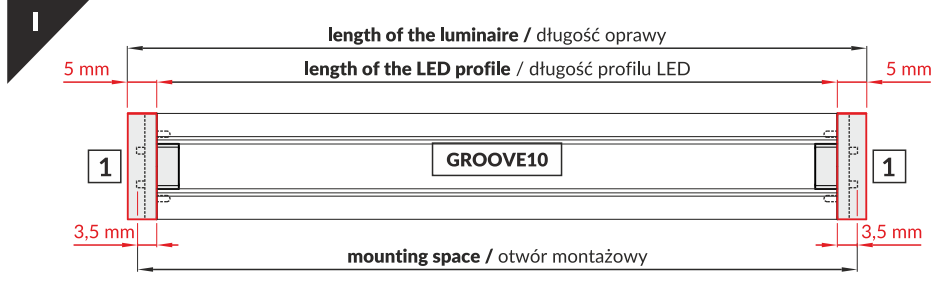 I
length of the luminaire / długość oprawy
5 mm
length of the LED profile / długość profilu LED
5 mm
1
GROOVE10
1
3,5 mm
3,5 mm
mounting space / otwór montażowy